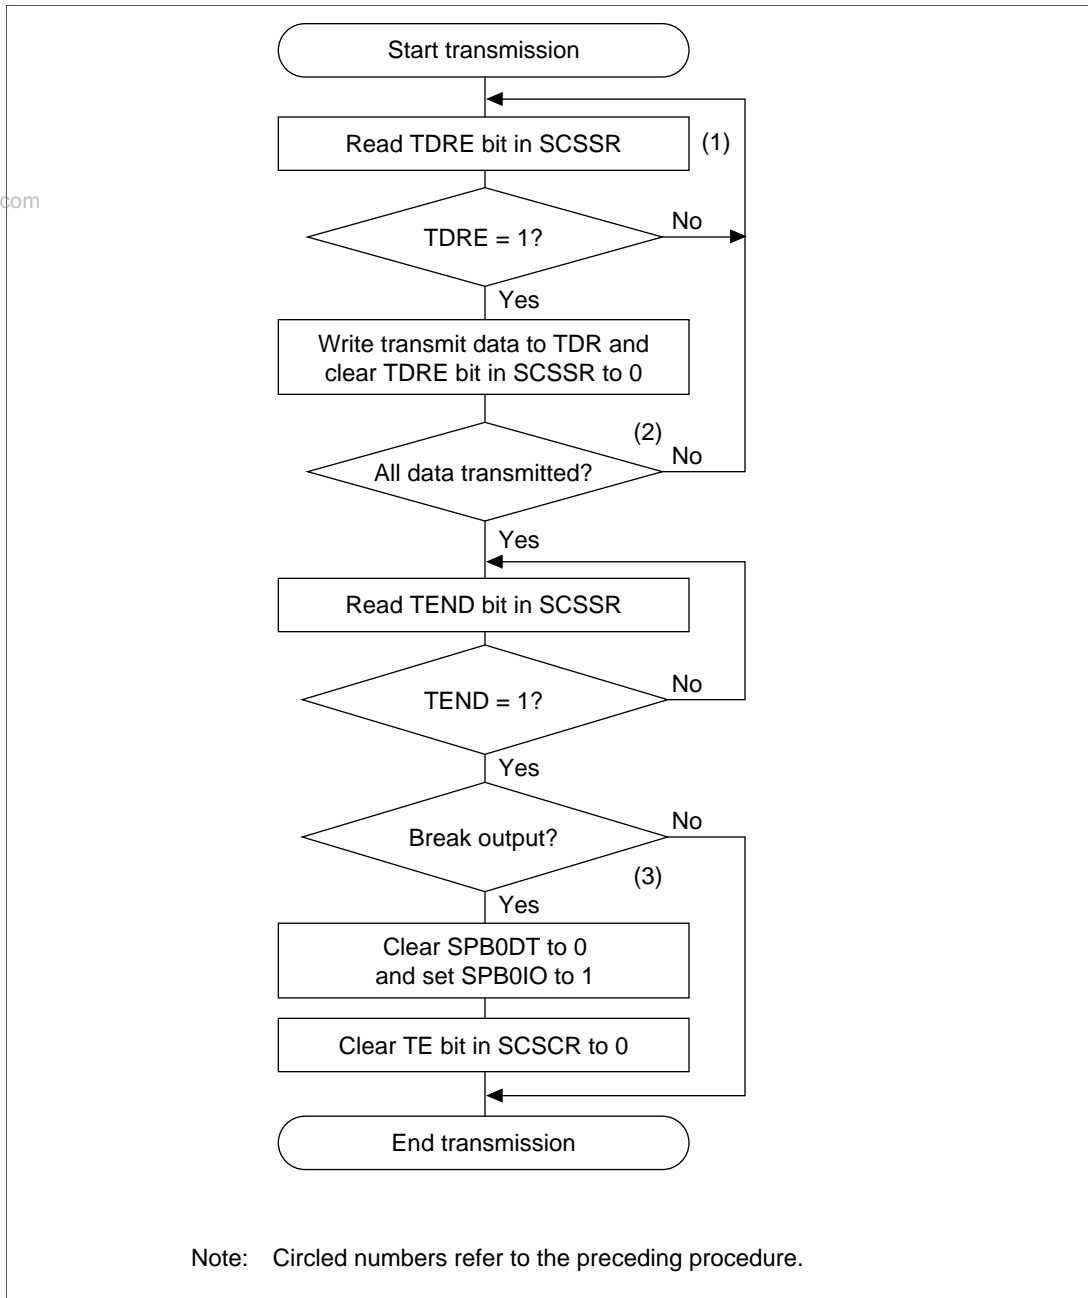 Start transmission
Read TDRE bit in SCSSR
(1)
com
TDRE = 1?
No
Yes
Write transmit data to TDR and
clear TDRE bit in SCSSR to 0
(2)
All data transmitted?
No
Yes
Read TEND bit in SCSSR
TEND = 1?
No
Yes
Break output?
No
(3)
Yes
Clear SPB0DT to 0
and set SPB0IO to 1
Clear TE bit in SCSCR to 0
End transmission
Note: Circled numbers refer to the preceding procedure.